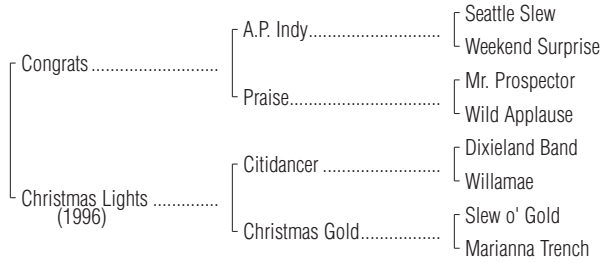 Seattle Slew
A.P. Indy..............................
Weekend Surprise
Congrats .............................
Mr. Prospector
Praise...................................
Wild Applause
Dixieland Band
Citidancer ...........................
Willamae
Christmas Lights ...............
(1996)
Slew o' Gold
Christmas Gold...................
Marianna Trench